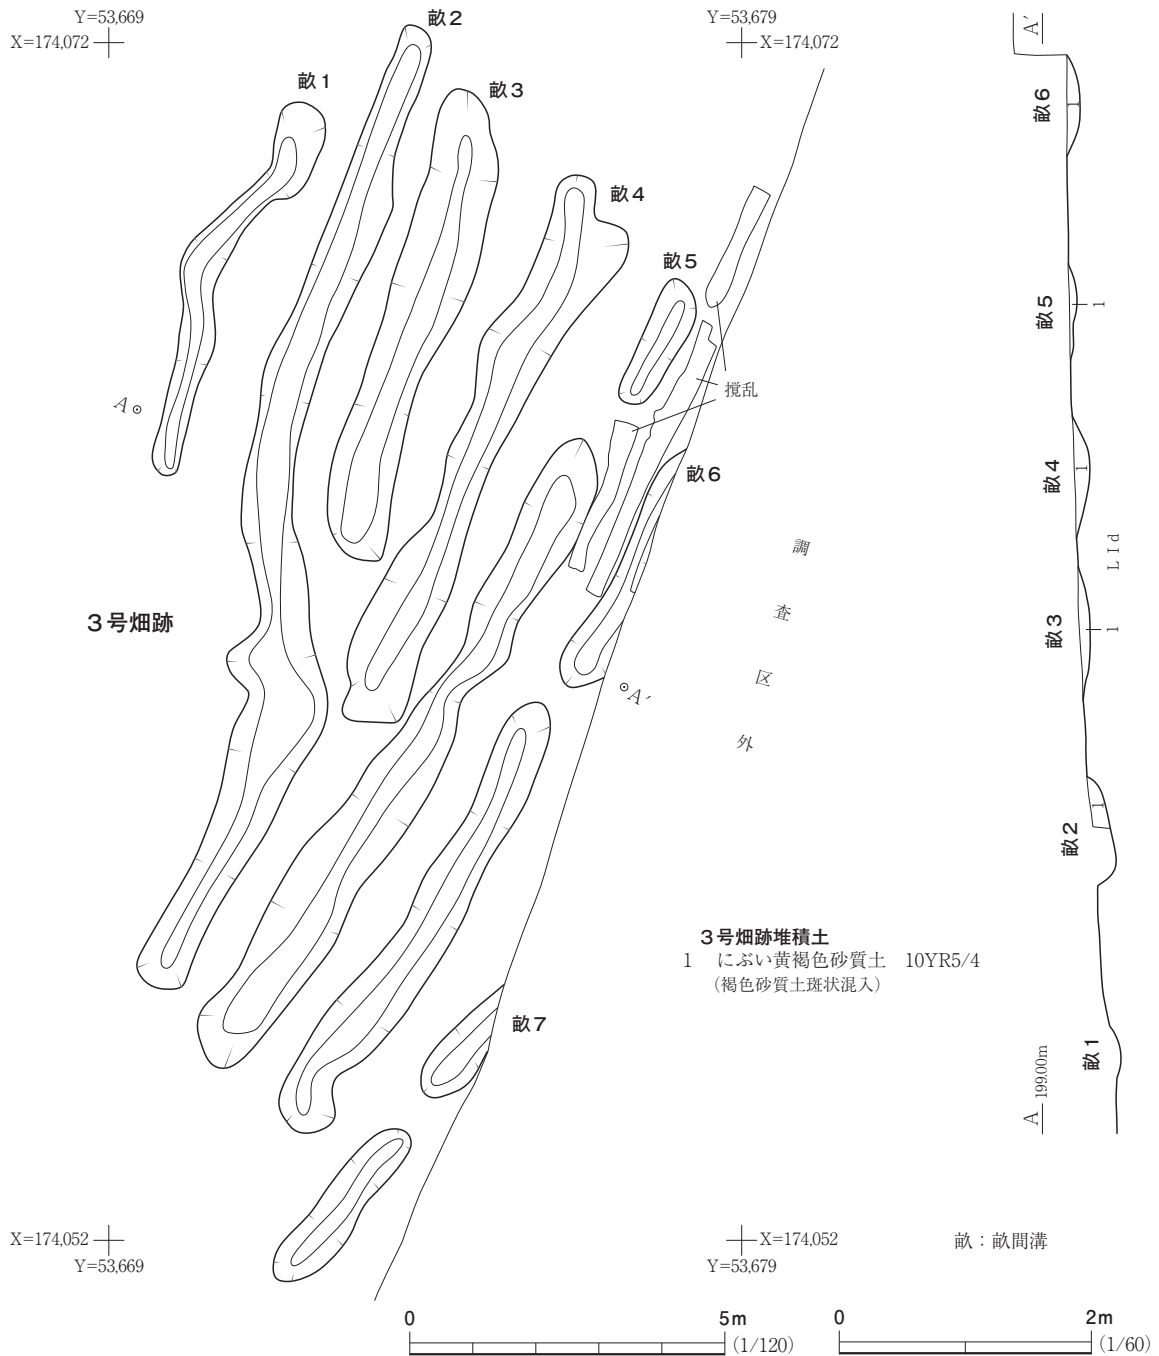 Y=53,669
X=174,072
畝2
畝1
畝3
畝4
畝5
畝6
畝7
Y=53,679
X=174,072
A
A′
撹乱
調
査
区
外
3号畑跡
3号畑跡堆積土
1 にぶい黄褐色砂質土 10YR5/4
(褐色砂質土斑状混入)
A′
畝6
1
畝5
1
畝4
1
LⅠd
畝3
1
畝2
1
畝1
A 199.00m
X=174,052
Y=53,669
X=174,052
Y=53,679
畝：畝間溝
0 5m
(1/120)
0 2m
(1/60)